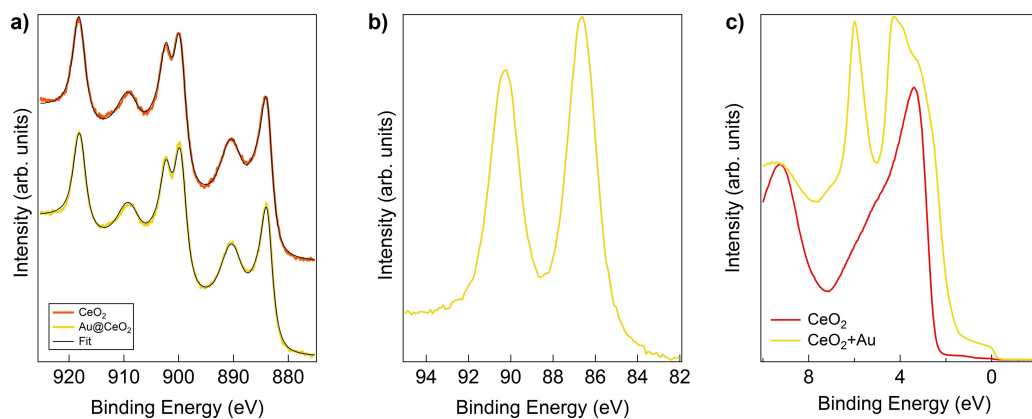 a)
Intensity (arb. units)
CeO₂
Au@CeO₂
Fit
920 910 900 890 880
Binding Energy (eV)
b)
Intensity (arb. units)
94 92 90 88 86 84 82
Binding Energy (eV)
c)
Intensity (arb. units)
CeO₂
CeO₂+Au
8 4 0
Binding Energy (eV)